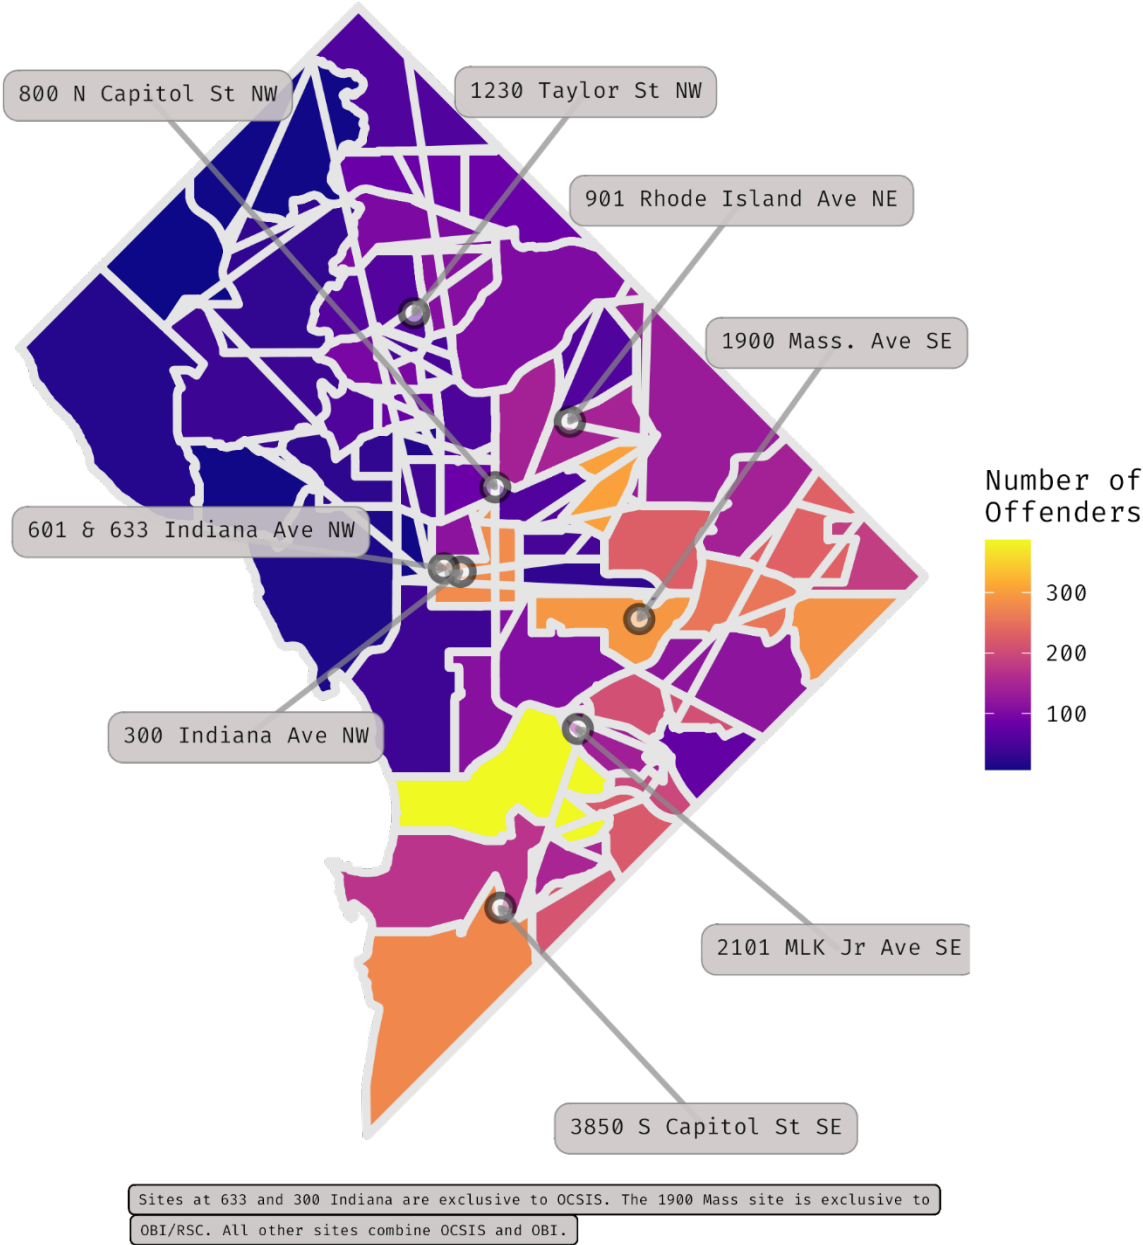 800 N Capitol St NW
1230 Taylor St NW
901 Rhode Island Ave NE
1900 Mass. Ave SE
Number of
Offenders
300
200
100
601 & 633 Indiana Ave NW
300 Indiana Ave NW
2101 MLK Jr Ave SE
3850 S Capitol St SE
Sites at 633 and 300 Indiana are exclusive to OCSIS. The 1900 Mass site is exclusive to
OBI/RSC. All other sites combine OCSIS and OBI.